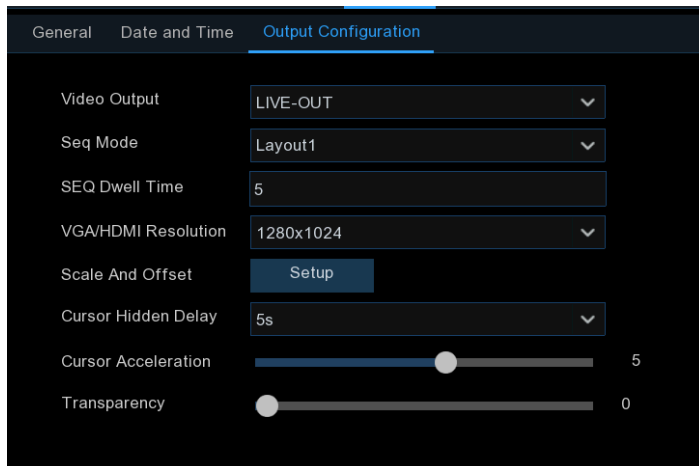 General Date and Time Output Configuration
Video Output LIVE-OUT
Seq Mode Layout1
SEQ Dwell Time 5
VGA/HDMI Resolution 1280x1024
Scale And Offset Setup
Cursor Hidden Delay 5s
Cursor Acceleration 5
Transparency 0